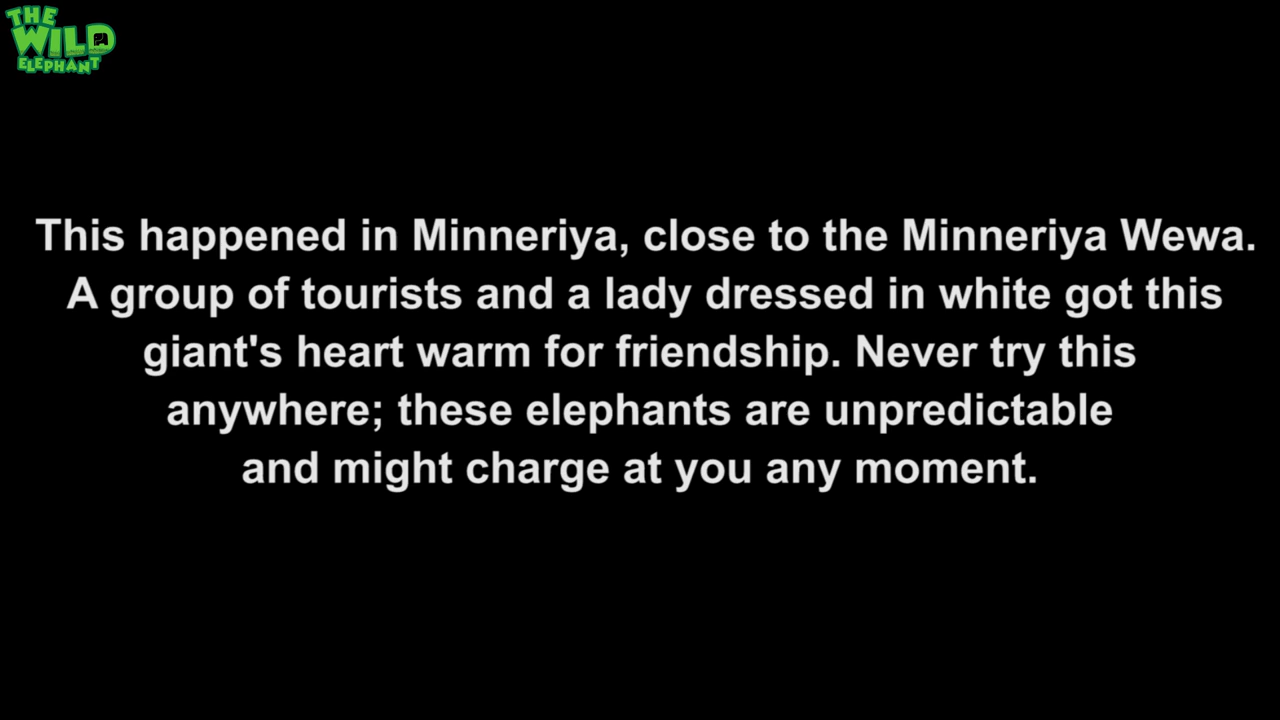 THE
WILD
ELEPHANT
This happened in Minneriya, close to the Minneriya Wewa.
A group of tourists and a lady dressed in white got this
giant's heart warm for friendship. Never try this
anywhere; these elephants are unpredictable
and might charge at you any moment.